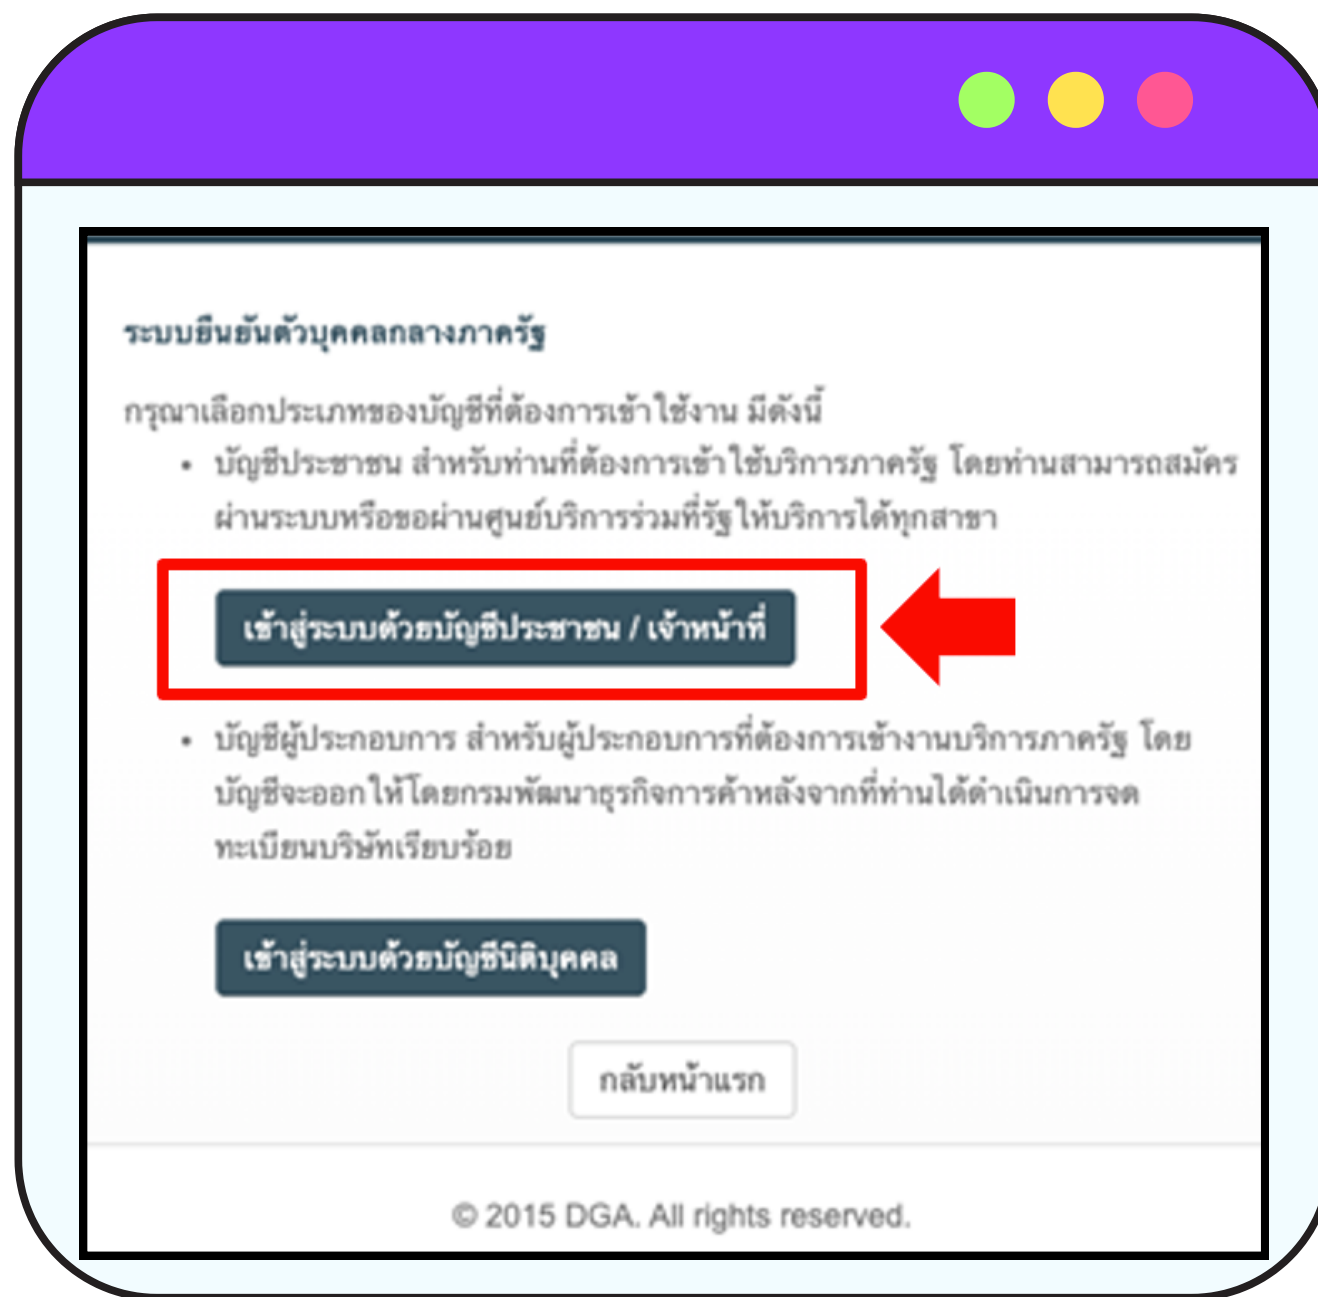 ระบบยืนยันตัวบุคคลกลางภาครัฐ
กรุณาเลือกประเภทของบัญชีที่ต้องการเข้าใช้งาน มีดังนี้
• บัญชีประชาชน สำหรับท่านที่ต้องการเข้าใช้บริการภาครัฐ โดยท่านสามารถสมัคร
ผ่านระบบหรือขอผ่านศูนย์บริการร่วมที่รัฐให้บริการได้ทุกสาขา
เข้าสู่ระบบด้วยบัญชีประชาชน / เจ้าหน้าที่
• บัญชีผู้ประกอบการ สำหรับผู้ประกอบการที่ต้องการเข้างานบริการภาครัฐ โดย
บัญชีจะออกให้โดยกรมพัฒนาธุรกิจการค้าหลังจากที่ท่านได้ดำเนินการจด
ทะเบียนบริษัทเรียบร้อย
เข้าสู่ระบบด้วยบัญชีนิติบุคคล
กลับหน้าแรก
© 2015 DGA. All rights reserved.